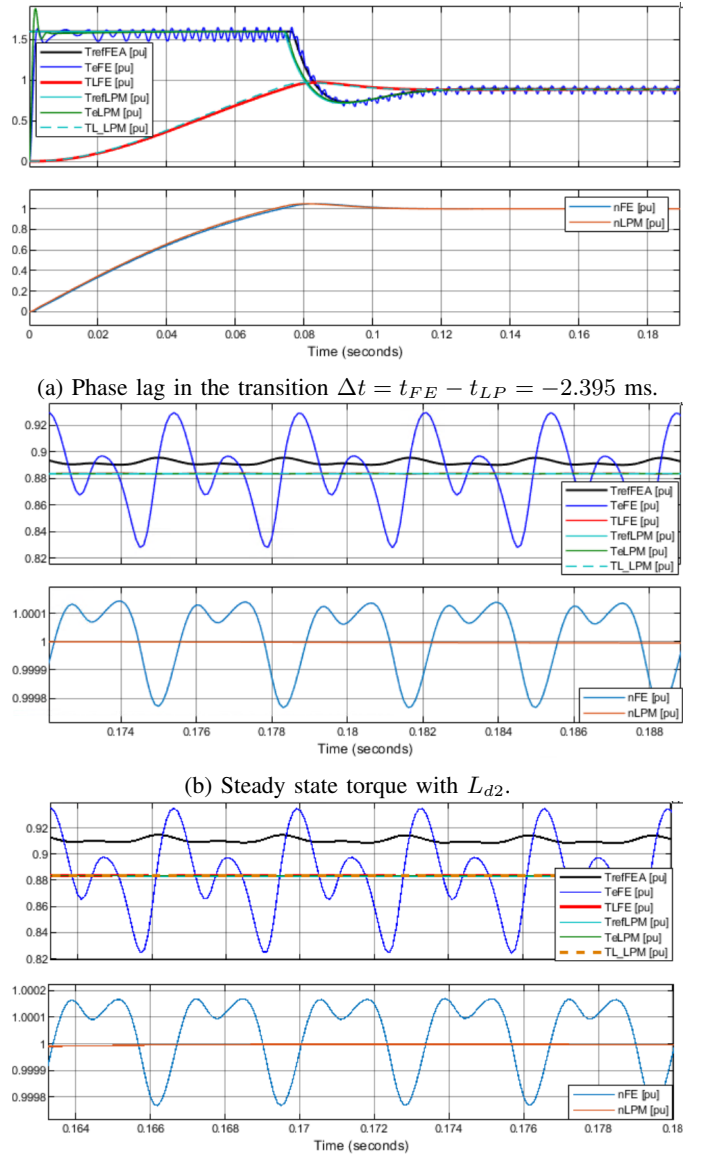 1.5
1
0.5
0
TrefFEA [pu]
TeFE [pu]
TLFE [pu]
TrefLPM [pu]
TeLPM [pu]
TL_LPM [pu]
1
0.8
0.6
0.4
0.2
0
nFE [pu]
nLPM [pu]
0 0.02 0.04 0.06 0.08 0.1 0.12 0.14 0.16 0.18
Time (seconds)
(a) Phase lag in the transition Δt = t_{FE} − t_{LP} = −2.395 ms.
0.92
0.9
0.88
0.86
0.84
0.82
TrefFEA [pu]
TeFE [pu]
TLFE [pu]
TrefLPM [pu]
TeLPM [pu]
TL_LPM [pu]
1.0001
1
0.9999
0.9998
nFE [pu]
nLPM [pu]
0.174 0.176 0.178 0.18 0.182 0.184 0.186 0.188
Time (seconds)
(b) Steady state torque with L_{d2}.
0.92
0.9
0.88
0.86
0.84
0.82
TrefFEA [pu]
TeFE [pu]
TLFE [pu]
TrefLPM [pu]
TeLPM [pu]
TL_LPM [pu]
1.0002
1.0001
1
0.9999
0.9998
nFE [pu]
nLPM [pu]
0.164 0.166 0.168 0.17 0.172 0.174 0.176 0.178 0.18
Time (seconds)